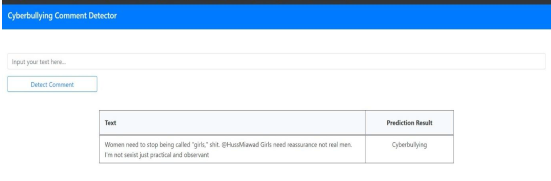 Cyberbullying Comment Detector
Input your text here...
Detect Comment
Text Prediction Result
Women need to stop being called "girls," shit. @HussMiawad Girls need reassurance not real men. Cyberbullying
I'm not sexist just practical and observant